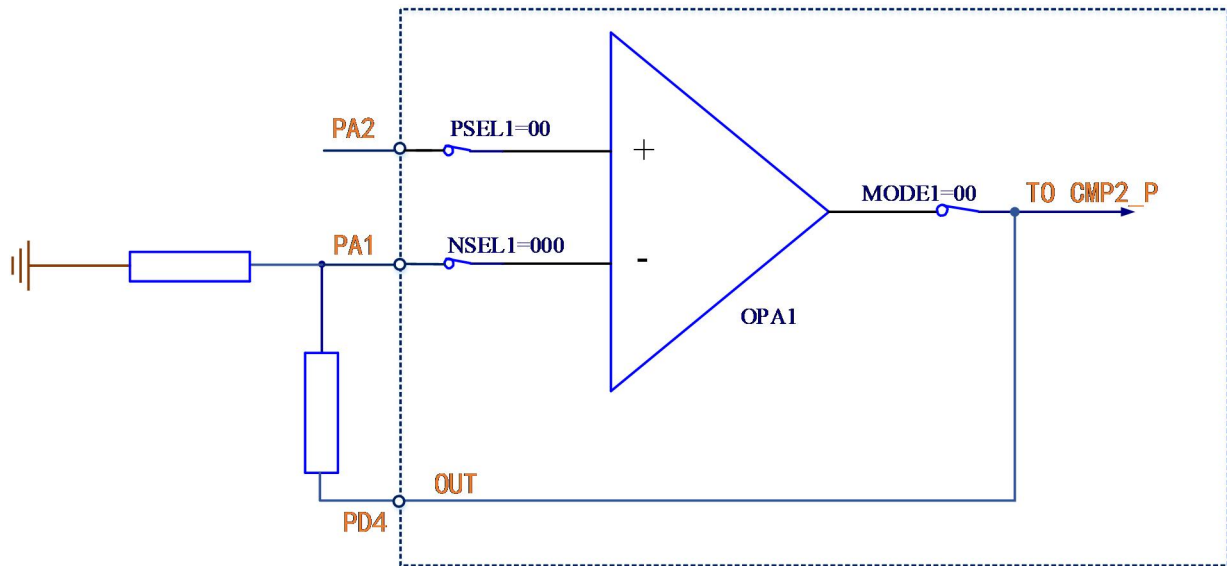 PA2
PSEL1=00
+
MODE1=00
TO CMP2_P
PA1
NSEL1=000
-
OPA1
OUT
PD4